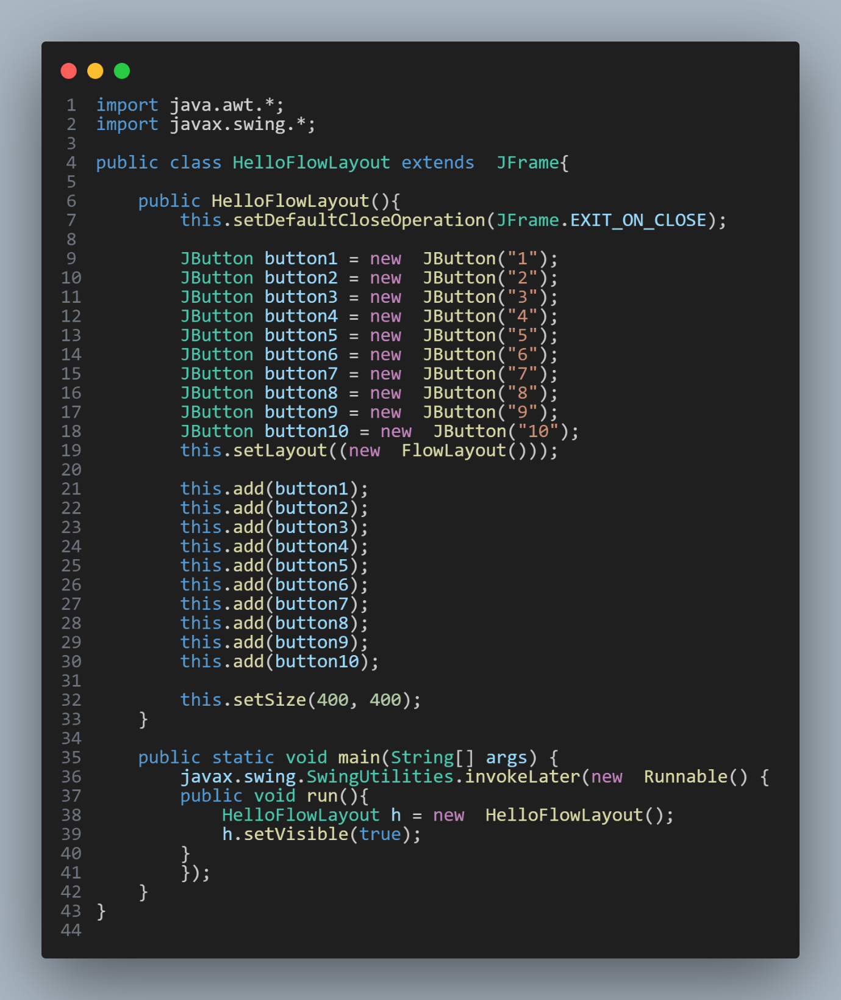 1 import java.awt.*;
2 import javax.swing.*;
3
4 public class HelloFlowLayout extends  JFrame{
5
6     public HelloFlowLayout(){
7         this.setDefaultCloseOperation(JFrame.EXIT_ON_CLOSE);
8
9         JButton button1 = new  JButton("1");
10         JButton button2 = new  JButton("2");
11         JButton button3 = new  JButton("3");
12         JButton button4 = new  JButton("4");
13         JButton button5 = new  JButton("5");
14         JButton button6 = new  JButton("6");
15         JButton button7 = new  JButton("7");
16         JButton button8 = new  JButton("8");
17         JButton button9 = new  JButton("9");
18         JButton button10 = new  JButton("10");
19         this.setLayout((new  FlowLayout()));
20
21         this.add(button1);
22         this.add(button2);
23         this.add(button3);
24         this.add(button4);
25         this.add(button5);
26         this.add(button6);
27         this.add(button7);
28         this.add(button8);
29         this.add(button9);
30         this.add(button10);
31
32         this.setSize(400, 400);
33     }
34
35     public static void main(String[] args) {
36         javax.swing.SwingUtilities.invokeLater(new  Runnable() {
37         public void run(){
38             HelloFlowLayout h = new  HelloFlowLayout();
39             h.setVisible(true);
40         }
41         });
42     }
43 }
44